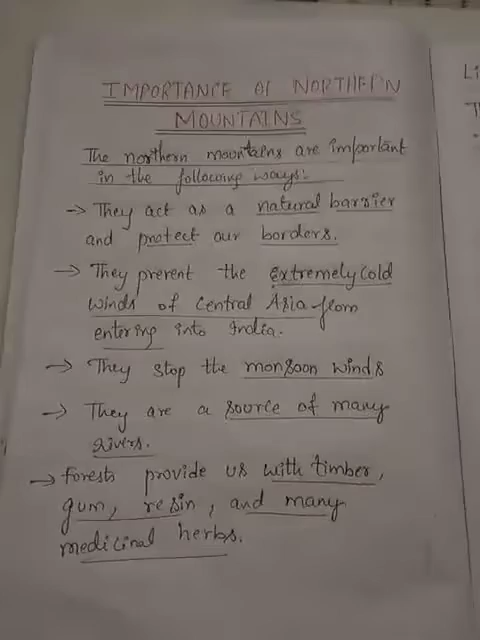 IMPORTANCE OF NORTHERN
MOUNTAINS
The northern mountains are important
in the following ways:
→ They act as a natural barrier
and protect our borders.
→ They prevent the extremely cold
winds of Central Asia from
entering into India.
→ They stop the monsoon winds
→ They are a source of many
rivers.
→ forests provide us with timber,
gum, resin, and many
medicinal herbs.
Li